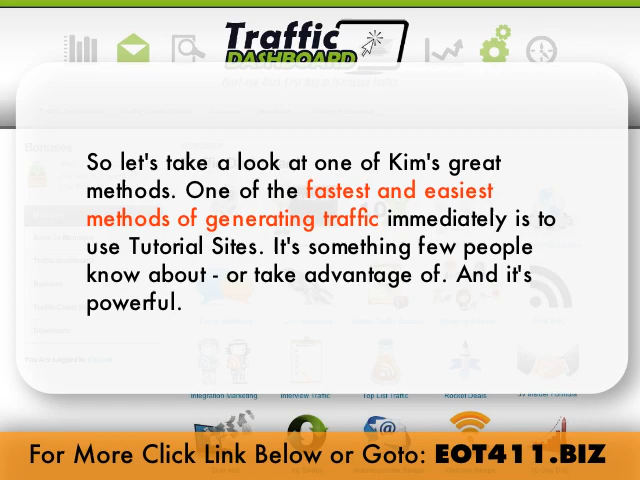 Traffic
DASHBOARD
So let's take a look at one of Kim's great
methods. One of the fastest and easiest
methods of generating traffic immediately is to
use Tutorial Sites. It's something few people
know about - or take advantage of. And it's
powerful.
Integration Marketing
Interview Traffic
Top List Traffic
Rocket Deals
JV Insider Formula
For More Click Link Below or Goto: EOT411.BIZ